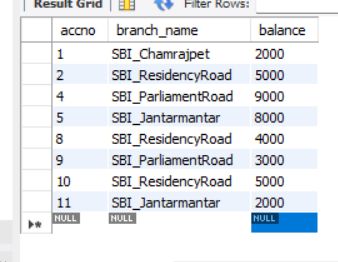 Result Grid Filter Rows:
accno branch_name balance
1 SBI_Chamrajpet 2000
2 SBI_ResidencyRoad 5000
4 SBI_ParliamentRoad 9000
5 SBI_Jantarmantar 8000
8 SBI_ResidencyRoad 4000
9 SBI_ParliamentRoad 3000
10 SBI_ResidencyRoad 5000
11 SBI_Jantarmantar 2000
NULL NULL NULL